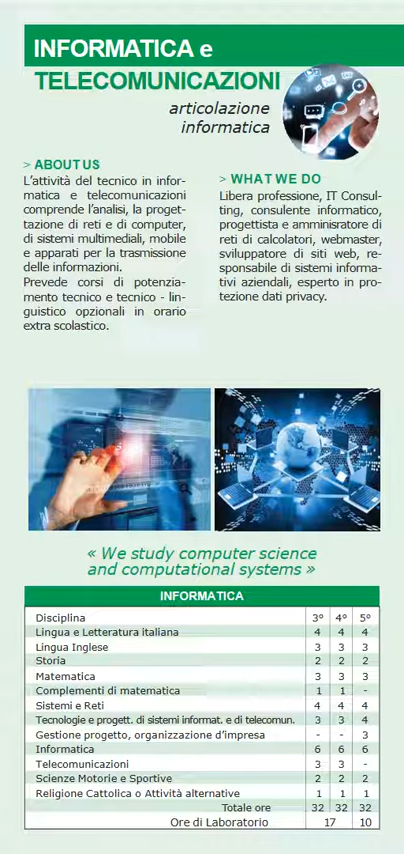 INFORMATICA e
TELECOMUNICAZIONI
articolazione
informatica
> ABOUT US
L'attività del tecnico in infor-
matica e telecomunicazioni
comprende l'analisi, la proget-
tazione di reti e di computer,
di sistemi multimediali, mobile
e apparati per la trasmissione
delle informazioni.
Prevede corsi di potenzia-
mento tecnico e tecnico - lin-
guistico opzionali in orario
extra scolastico.
> WHAT WE DO
Libera professione, IT Consul-
ting, consulente informatico,
progettista e amminisratore di
reti di calcolatori, webmaster,
sviluppatore di siti web, re-
sponsabile di sistemi informa-
tivi aziendali, esperto in pro-
tezione dati privacy.
« We study computer science
and computational systems »
INFORMATICA
Disciplina 3° 4° 5°
Lingua e Letteratura italiana 4 4 4
Lingua Inglese 3 3 3
Storia 2 2 2
Matematica 3 3 3
Complementi di matematica 1 1 -
Sistemi e Reti 4 4 4
Tecnologie e progett. di sistemi informat. e di telecomun. 3 3 4
Gestione progetto, organizzazione d'impresa - - 3
Informatica 6 6 6
Telecomunicazioni 3 3 -
Scienze Motorie e Sportive 2 2 2
Religione Cattolica o Attività alternative 1 1 1
Totale ore 32 32 32
Ore di Laboratorio 17 10